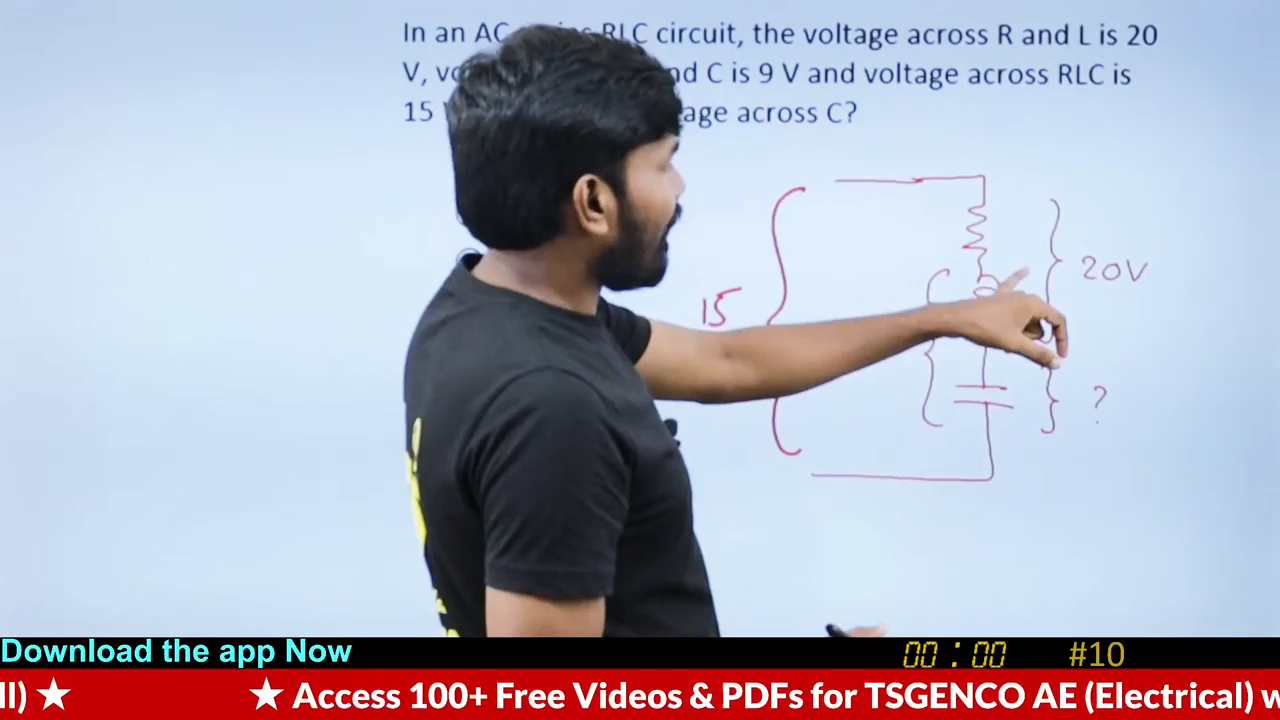 In an AC RLC circuit, the voltage across R and L is 20
V, and C is 9 V and voltage across RLC is
15 across C?
20V
15
?
Download the app Now
00:00 #10
ll) ★ ★ Access 100+ Free Videos & PDFs for TSGENCO AE (Electrical) w